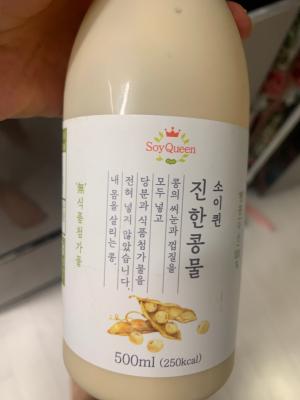 SoyQueen
소이퀸
진한콩물
콩의 씨눈과 껍질을
모두 넣고
당분과 식품첨가물을
전혀 넣지 않았습니다.
내 몸을 살리는 콩.
'無'식품첨가물
500ml (250kcal)